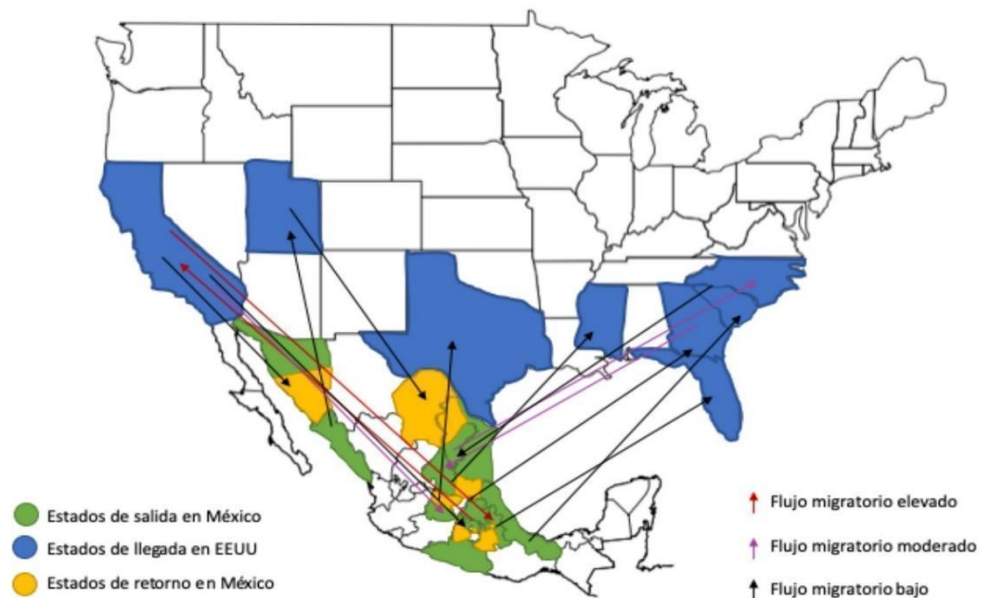 Estados de salida en México
Estados de llegada en EEUU
Estados de retorno en México
Flujo migratorio elevado
Flujo migratorio moderado
Flujo migratorio bajo